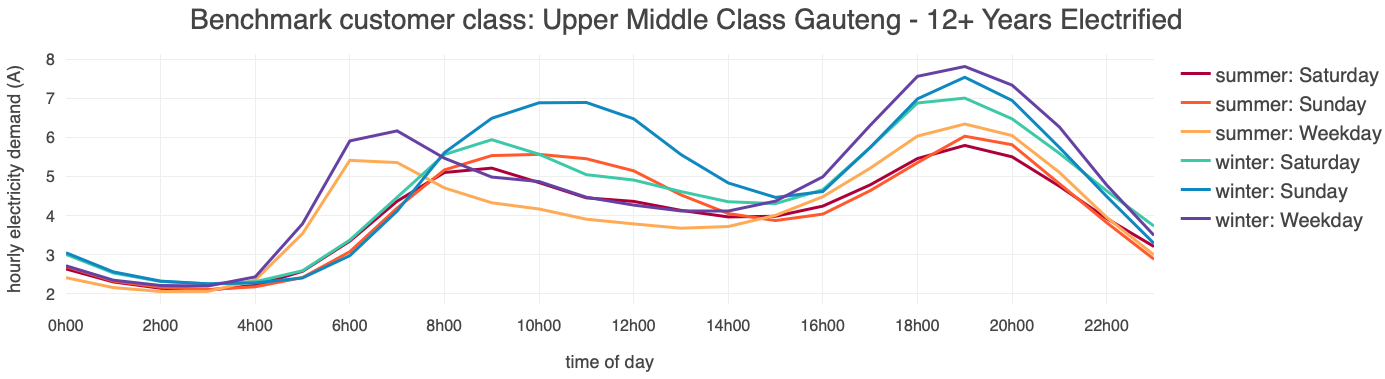 Benchmark customer class: Upper Middle Class Gauteng - 12+ Years Electrified
hourly electricity demand (A)
8
7
6
5
4
3
2
0h00 2h00 4h00 6h00 8h00 10h00 12h00 14h00 16h00 18h00 20h00 22h00
time of day
summer: Saturday
summer: Sunday
summer: Weekday
winter: Saturday
winter: Sunday
winter: Weekday